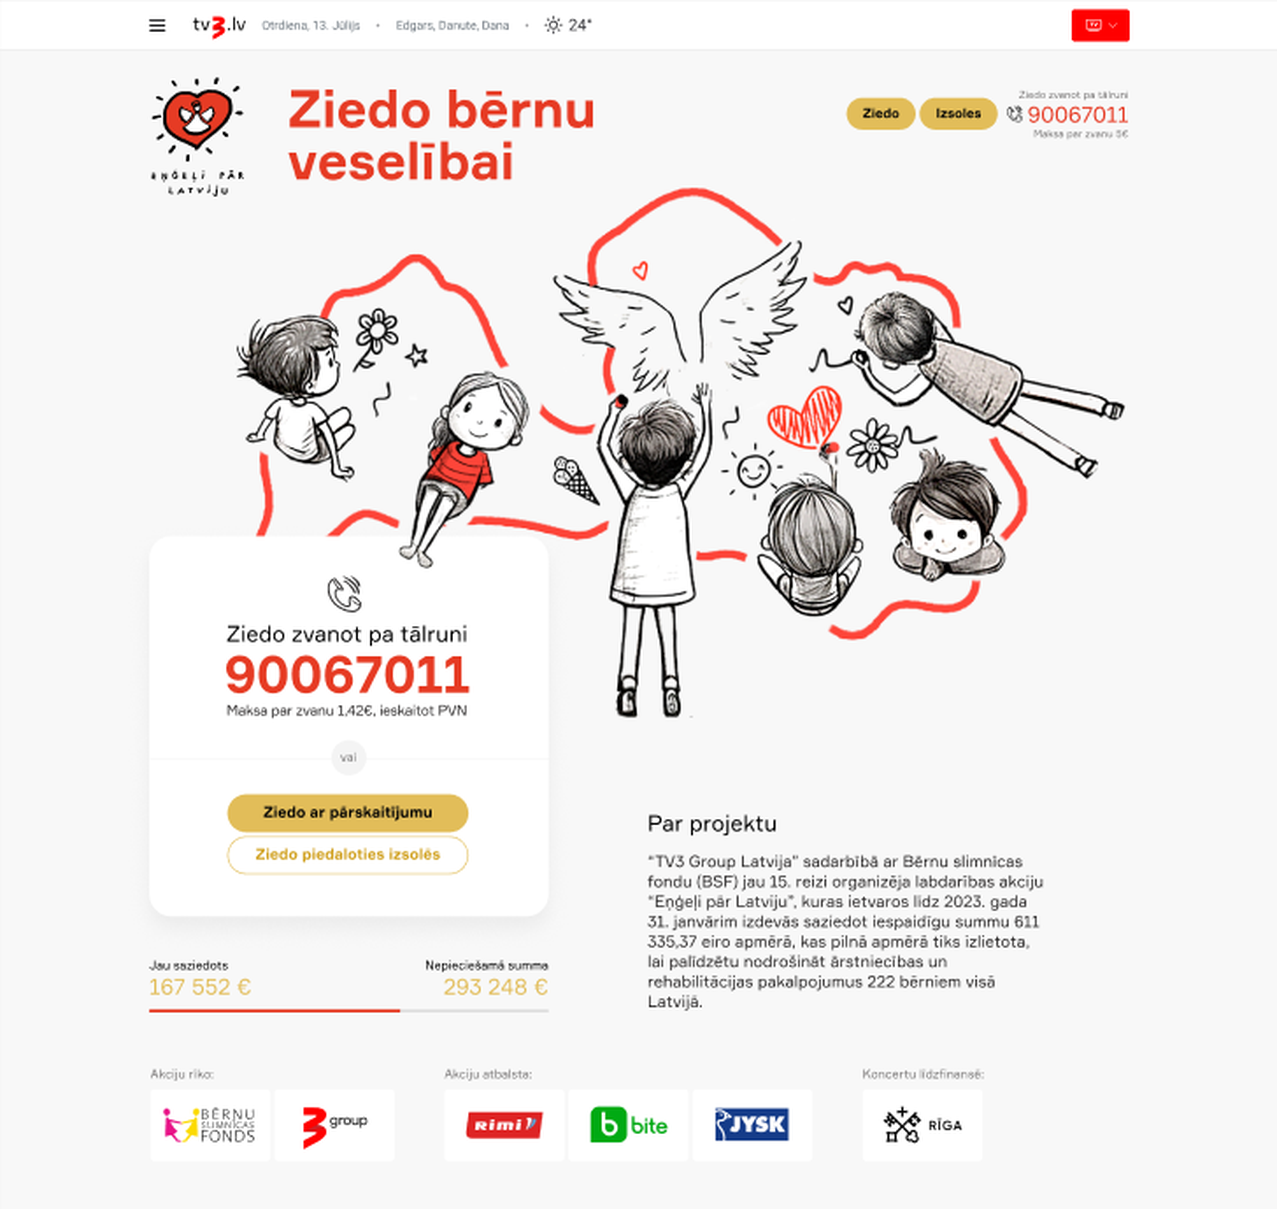 tv3.lv Otrdiena, 13. Jūlijs • Edgars, Danute, Dana • 24°
TV
EŅĢEĻI PĀR
LATVIJU
Ziedo bērnu
veselībai
Ziedo
Izsoles
Ziedo zvanot pa tālruni
90067011
Maksa par zvanu 5€
Ziedo zvanot pa tālruni
90067011
Maksa par zvanu 1,42€, ieskaitot PVN
vai
Ziedo ar pārskaitījumu
Ziedo piedaloties izsolēs
Jau saziedots
167 552 €
Nepieciešamā summa
293 248 €
Par projektu
“TV3 Group Latvija” sadarbībā ar Bērnu slimnīcas
fondu (BSF) jau 15. reizi organizēja labdarības akciju
“Eņģeļi pār Latviju”, kuras ietvaros līdz 2023. gada
31. janvārim izdevās saziedot iespaidīgu summu 611
335,37 eiro apmērā, kas pilnā apmērā tiks izlietota,
lai palīdzētu nodrošināt ārstniecības un
rehabilitācijas pakalpojumus 222 bērniem visā
Latvijā.
Akciju rīko:
BĒRNU
SLIMNĪCAS
FONDS
3 group
Akciju atbalsta:
Rimi
b bite
JYSK
Koncertu līdzfinansē:
RĪGA